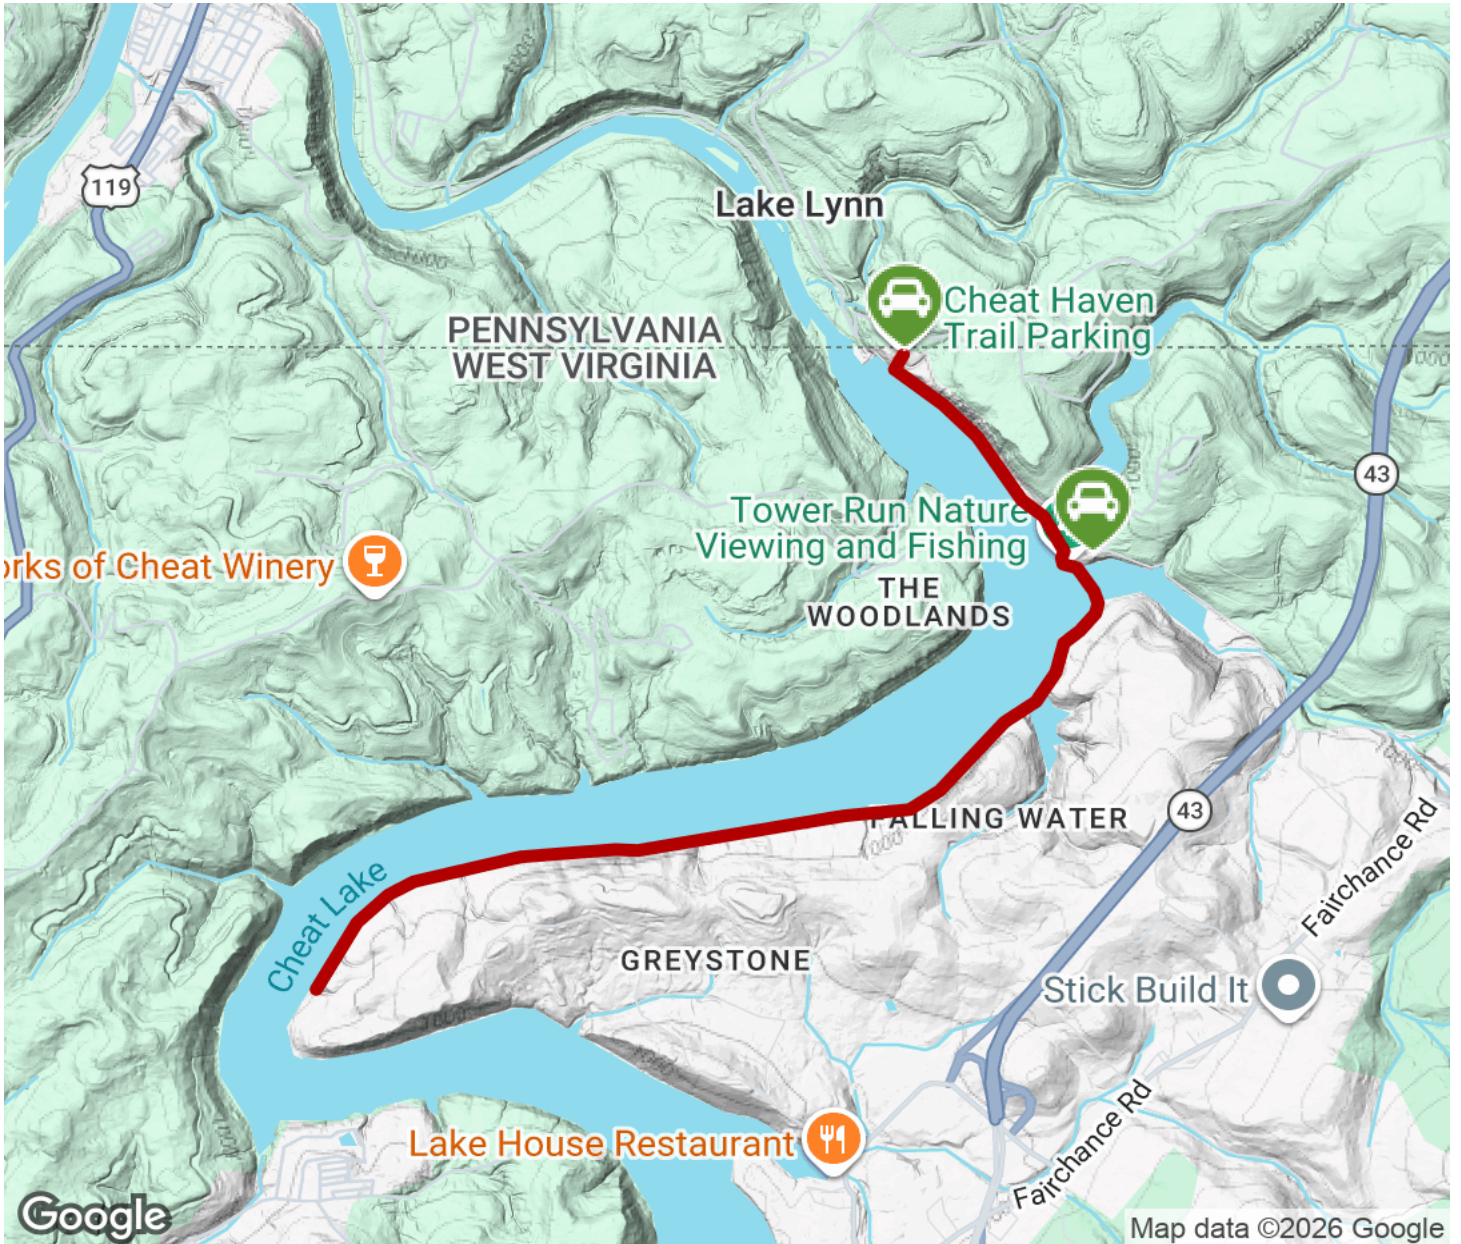 119
Lake Lynn
Cheat Haven
Trail Parking
PENNSYLVANIA
WEST VIRGINIA
43
Tower Run Nature
Viewing and Fishing
orks of Cheat Winery
THE
WOODLANDS
43
FALLING WATER
Fairchance Rd
Cheat Lake
GREYSTONE
Stick Build It
Lake House Restaurant
Fairchance Rd
Google
Map data ©2026 Google